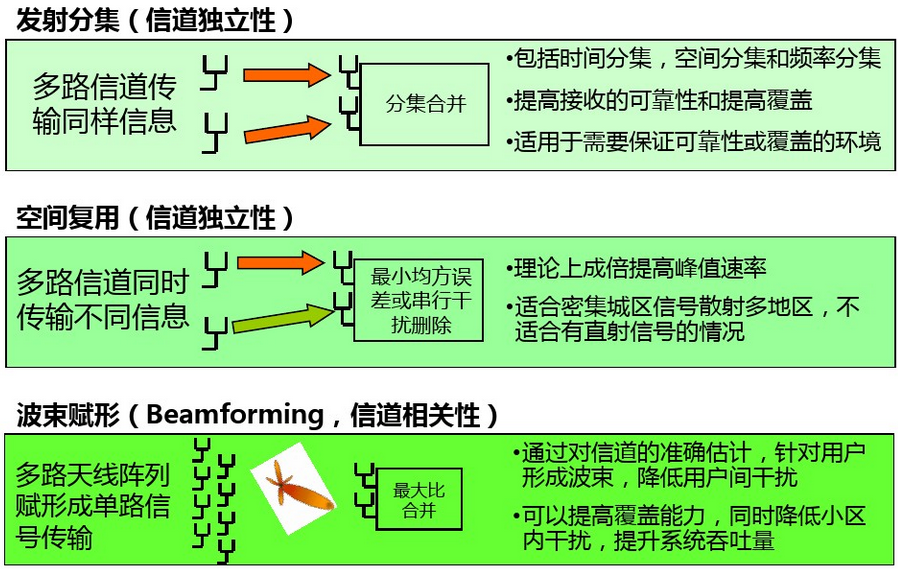 发射分集（信道独立性）
多路信道传
输同样信息
分集合并
•包括时间分集，空间分集和频率分集
•提高接收的可靠性和提高覆盖
•适用于需要保证可靠性或覆盖的环境
空间复用（信道独立性）
多路信道同时
传输不同信息
最小均方误
差或串行干
扰删除
•理论上成倍提高峰值速率
•适合密集城区信号散射多地区，不
适合有直射信号的情况
波束赋形（Beamforming，信道相关性）
多路天线阵列
赋形成单路信
号传输
最大比
合并
•通过对信道的准确估计，针对用户
形成波束，降低用户间干扰
•可以提高覆盖能力，同时降低小区
内干扰，提升系统吞吐量